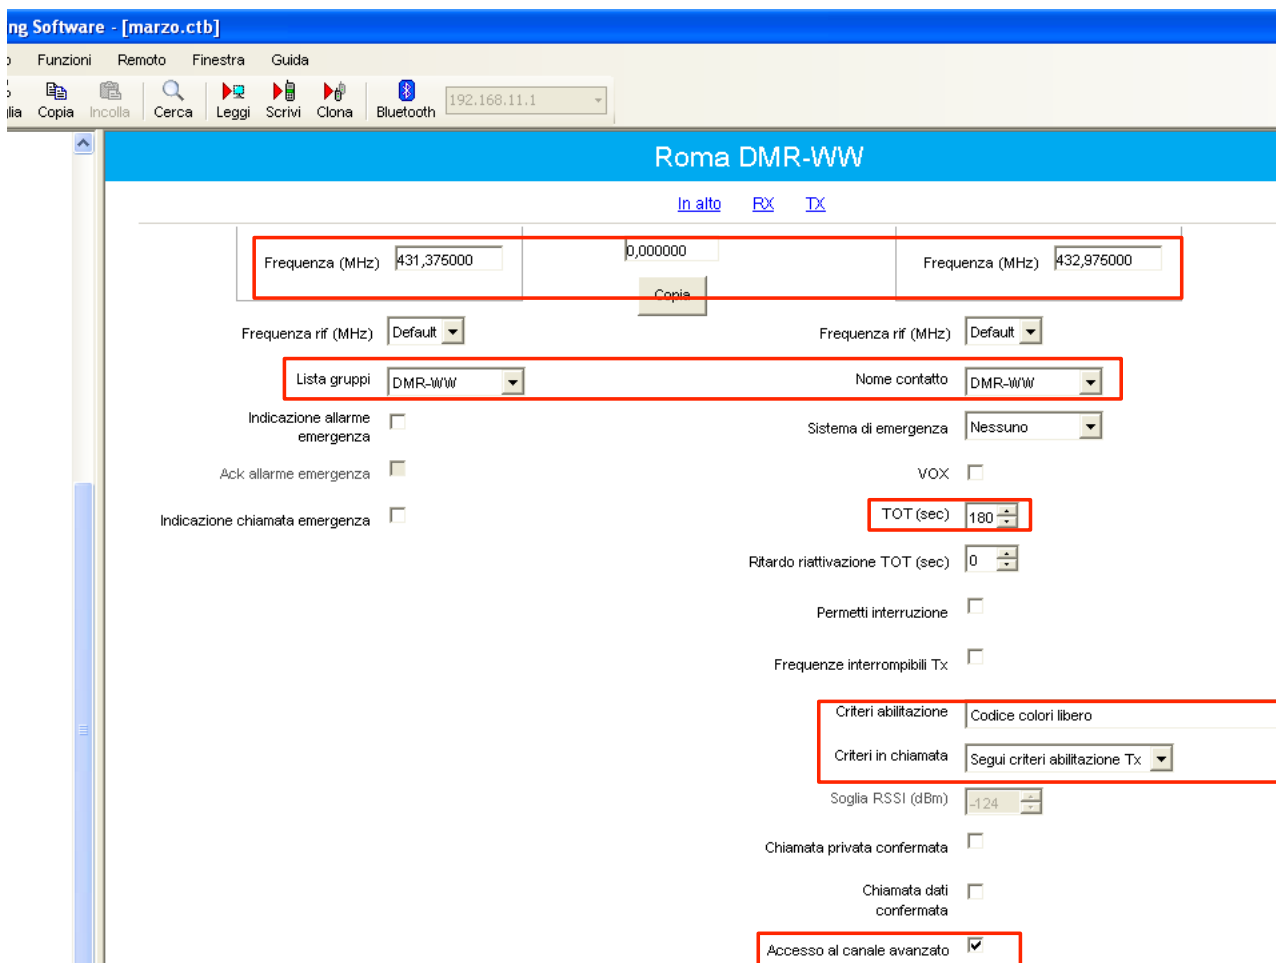 ng Software - [marzo.ctb]
Funzioni Remoto Finestra Guida
Copia Incolla Cerca Leggi Scrivi Clona Bluetooth 192.168.11.1
Roma DMR-WW
In alto RX TX
Frequenza (MHz) 431,375000 0,000000 Frequenza (MHz) 432,975000
Copia
Frequenza rif (MHz) Default Frequenza rif (MHz) Default
Lista gruppi DMR-WW Nome contatto DMR-WW
Indicazione allarme
emergenza
Sistema di emergenza Nessuno
Ack allarme emergenza VOX
Indicazione chiamata emergenza TOT (sec) 180
Ritardo riattivazione TOT (sec) 0
Permetti interruzione
Frequenze interrompibili Tx
Criteri abilitazione Codice colori libero
Criteri in chiamata Segui criteri abilitazione Tx
Soglia RSSI (dBm) -124
Chiamata privata confermata
Chiamata dati
confermata
Accesso al canale avanzato